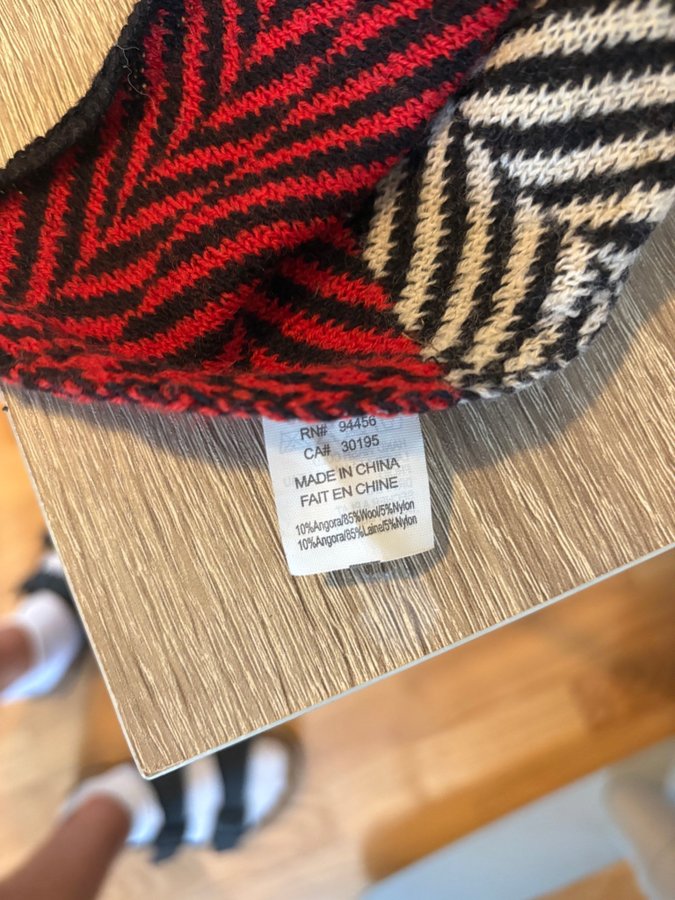 RN# 94456
CA# 30195
MADE IN CHINA
FAIT EN CHINE
10%Angora/85%Wool/5%Nylon
10%Angora/85%Laine/5%Nylon